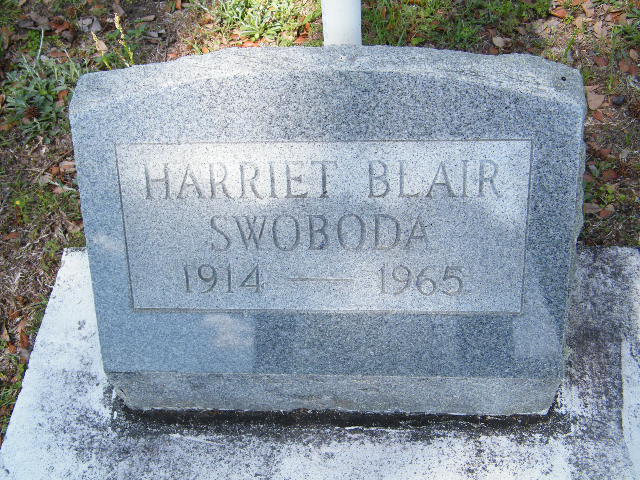 HARRIET BLAIR
SWOBODA
1914 — 1965